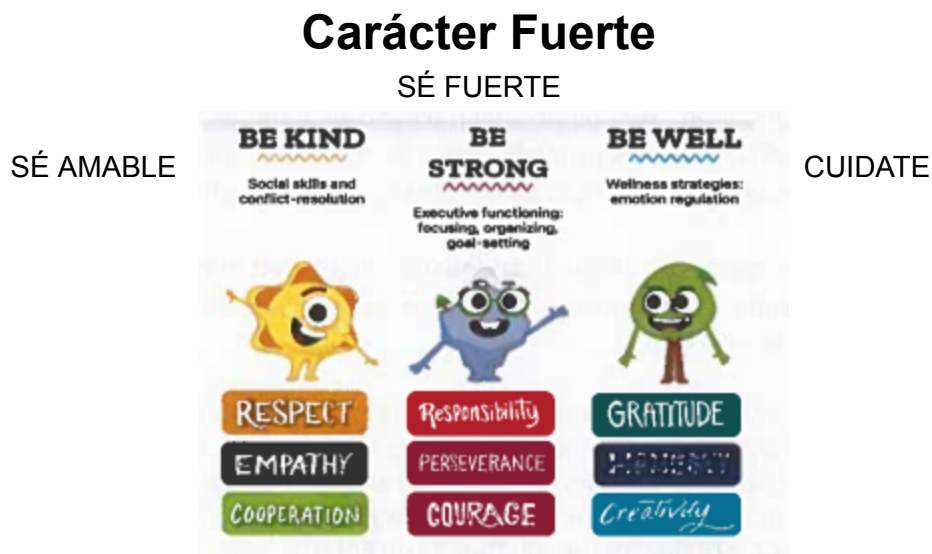 Carácter Fuerte
SÉ FUERTE
SÉ AMABLE
CUIDATE
BE KIND
Social skills and
conflict-resolution
BE
STRONG
Executive functioning:
focusing, organizing,
goal-setting
BE WELL
Wellness strategies:
emotion regulation
RESPECT
EMPATHY
COOPERATION
Responsibility
PERSEVERANCE
COURAGE
GRATITUDE
HONESTY
Creativity